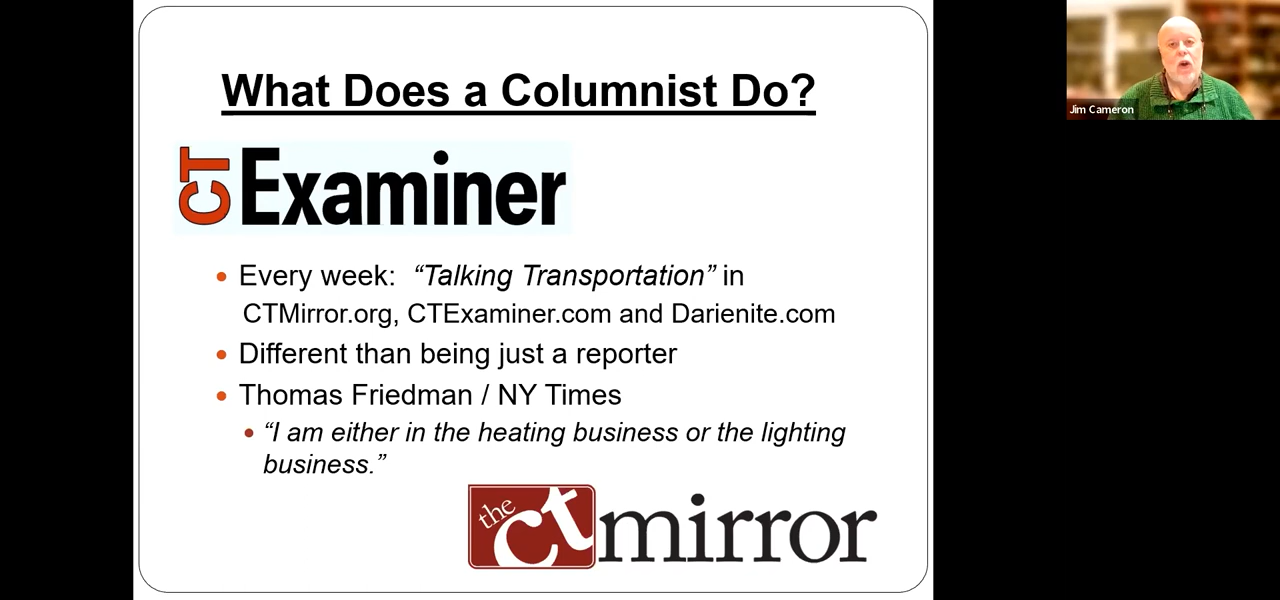 What Does a Columnist Do?
CT Examiner
Every week: “Talking Transportation” in
CTMirror.org, CTExaminer.com and Darienite.com
Different than being just a reporter
Thomas Friedman / NY Times
“I am either in the heating business or the lighting
business.”
the ct mirror
Jim Cameron